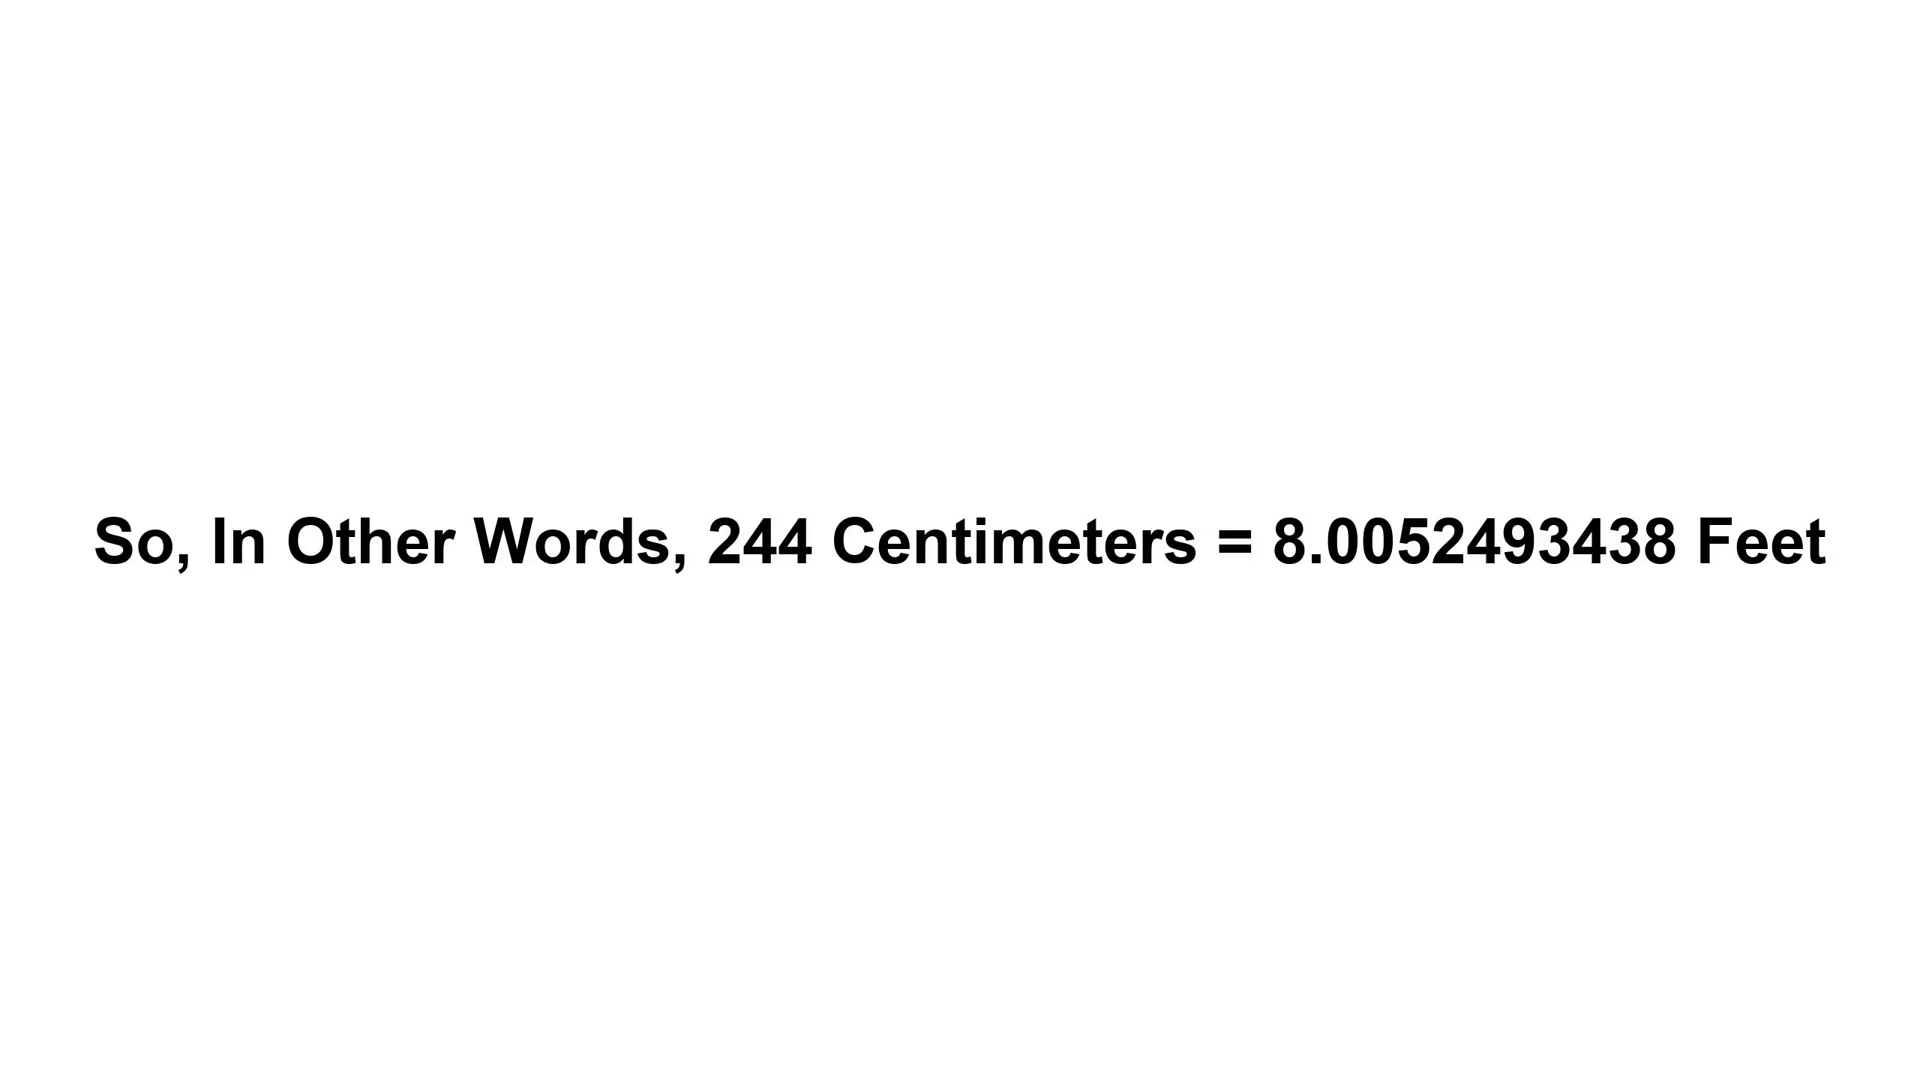 So, In Other Words, 244 Centimeters = 8.0052493438 Feet